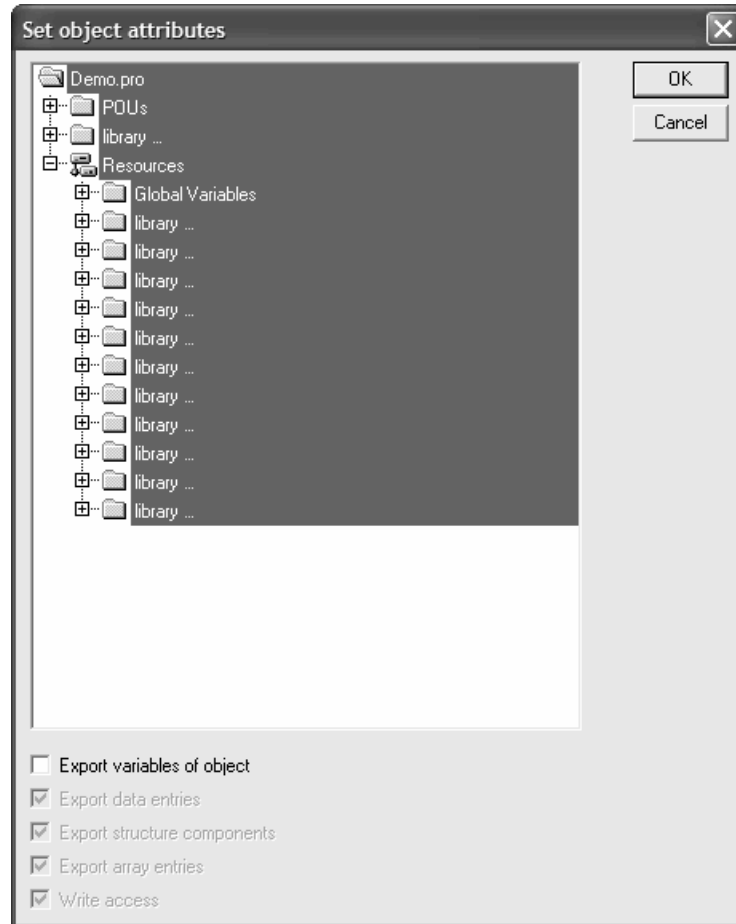 Set object attributes
Demo.pro
OK
POUs
Cancel
library ...
Resources
Global Variables
library ...
library ...
library ...
library ...
library ...
library ...
library ...
library ...
library ...
library ...
library ...
Export variables of object
Export data entries
Export structure components
Export array entries
Write access